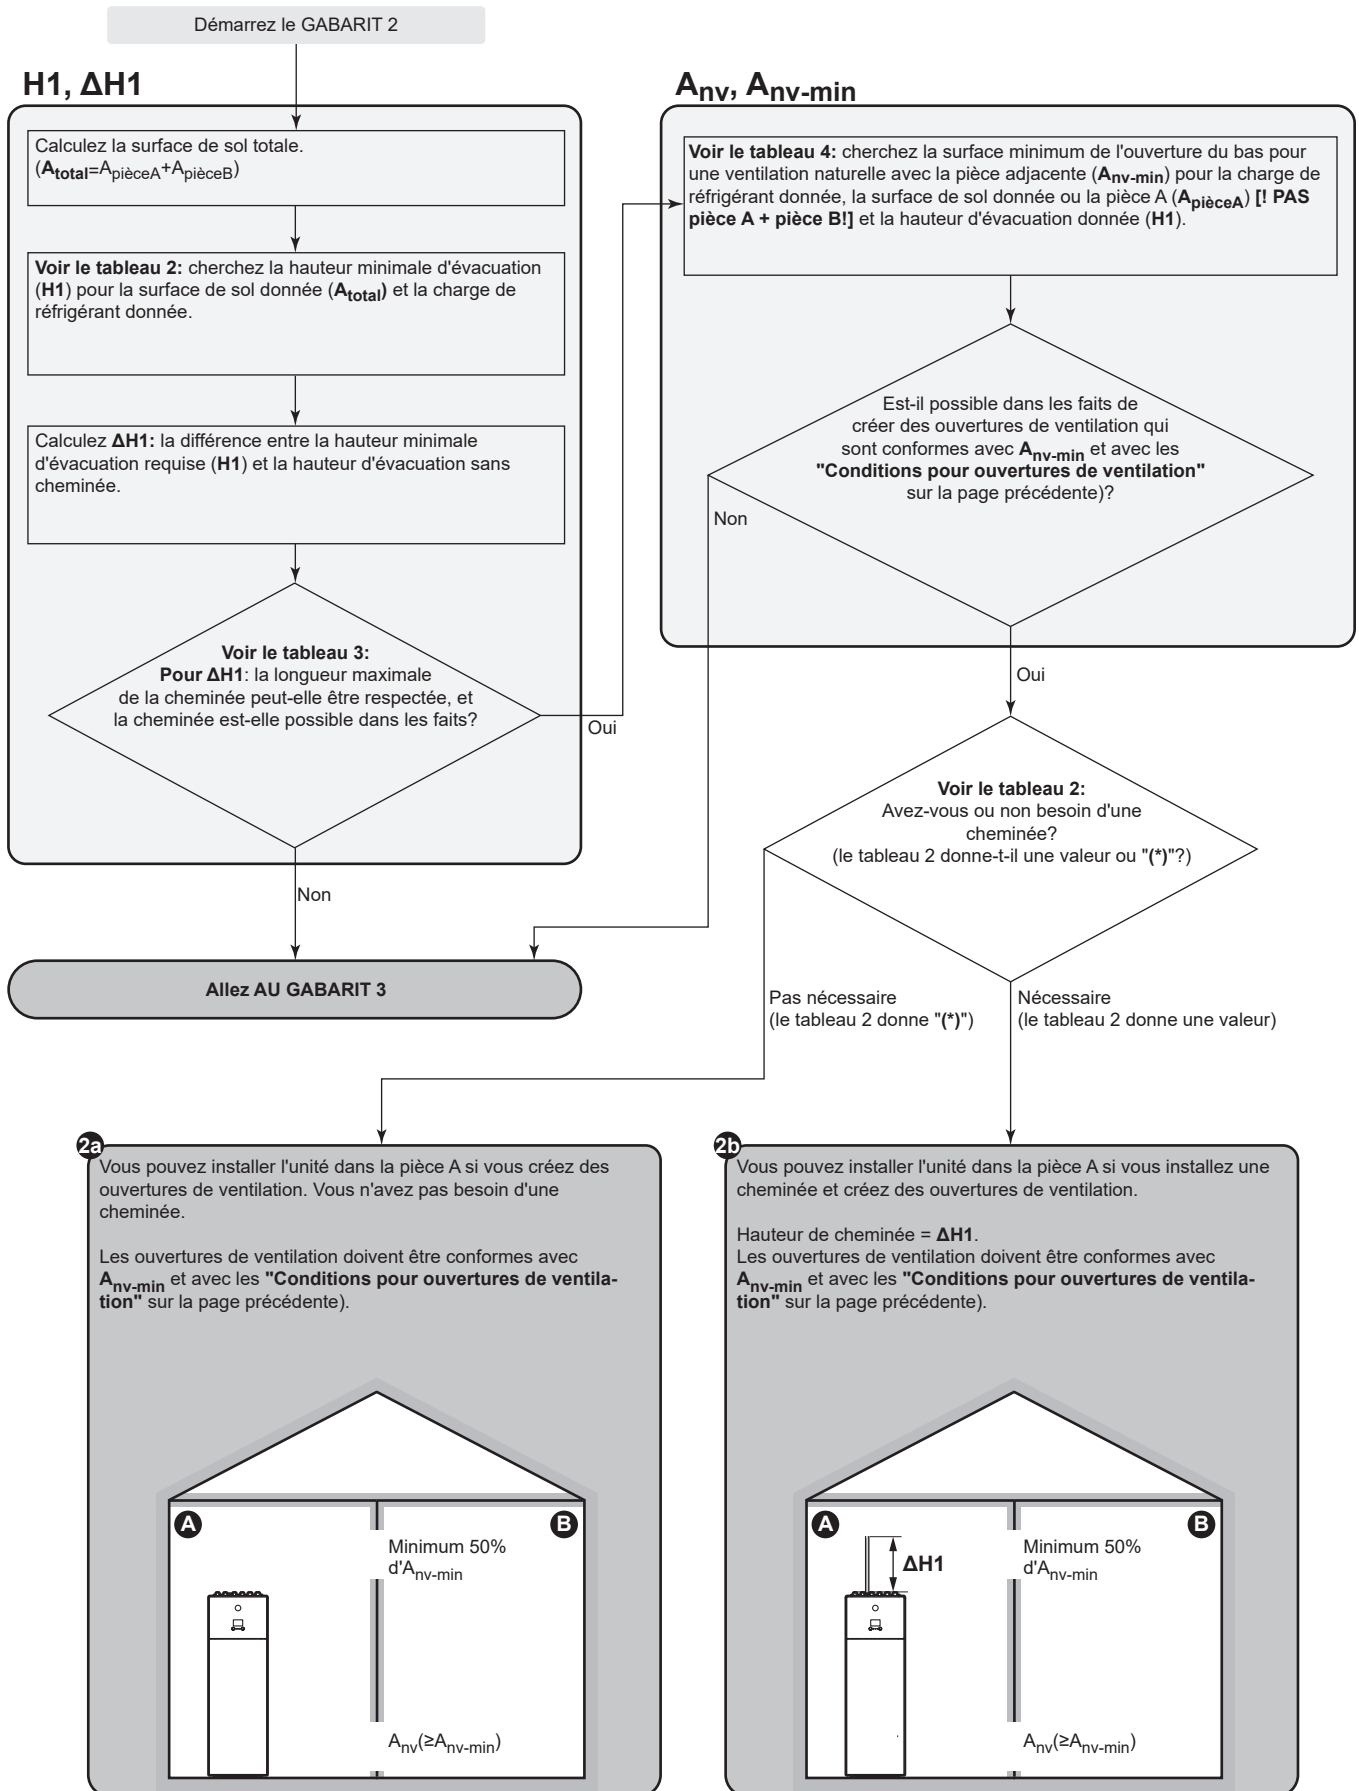 Démarrez le GABARIT 2
H1, ΔH1
Calculez la surface de sol totale.
(Atotal=ApièceA+ApièceB)
Voir le tableau 2: cherchez la hauteur minimale d'évacuation
(H1) pour la surface de sol donnée (Atotal) et la charge de
réfrigérant donnée.
Calculez ΔH1: la différence entre la hauteur minimale
d'évacuation requise (H1) et la hauteur d'évacuation sans
cheminée.
Voir le tableau 3:
Pour ΔH1: la longueur maximale
de la cheminée peut-elle être respectée, et
la cheminée est-elle possible dans les faits?
Oui
Non
Allez AU GABARIT 3
Anv, Anv-min
Voir le tableau 4: cherchez la surface minimum de l'ouverture du bas pour
une ventilation naturelle avec la pièce adjacente (Anv-min) pour la charge de
réfrigérant donnée, la surface de sol donnée ou la pièce A (ApièceA) [! PAS
pièce A + pièce B!] et la hauteur d'évacuation donnée (H1).
Est-il possible dans les faits de
créer des ouvertures de ventilation qui
sont conformes avec Anv-min et avec les
"Conditions pour ouvertures de ventilation"
sur la page précédente)?
Non
Oui
Voir le tableau 2:
Avez-vous ou non besoin d'une
cheminée?
(le tableau 2 donne-t-il une valeur ou "(*)"?)
Pas nécessaire
(le tableau 2 donne "(*)")
Nécessaire
(le tableau 2 donne une valeur)
2a
Vous pouvez installer l'unité dans la pièce A si vous créez des
ouvertures de ventilation. Vous n'avez pas besoin d'une
cheminée.
Les ouvertures de ventilation doivent être conformes avec
Anv-min et avec les "Conditions pour ouvertures de ventila-
tion" sur la page précédente).
A
B
Minimum 50%
d'Anv-min
Anv(≥Anv-min)
2b
Vous pouvez installer l'unité dans la pièce A si vous installez une
cheminée et créez des ouvertures de ventilation.
Hauteur de cheminée = ΔH1.
Les ouvertures de ventilation doivent être conformes avec
Anv-min et avec les "Conditions pour ouvertures de ventila-
tion" sur la page précédente).
A
B
ΔH1
Minimum 50%
d'Anv-min
Anv(≥Anv-min)